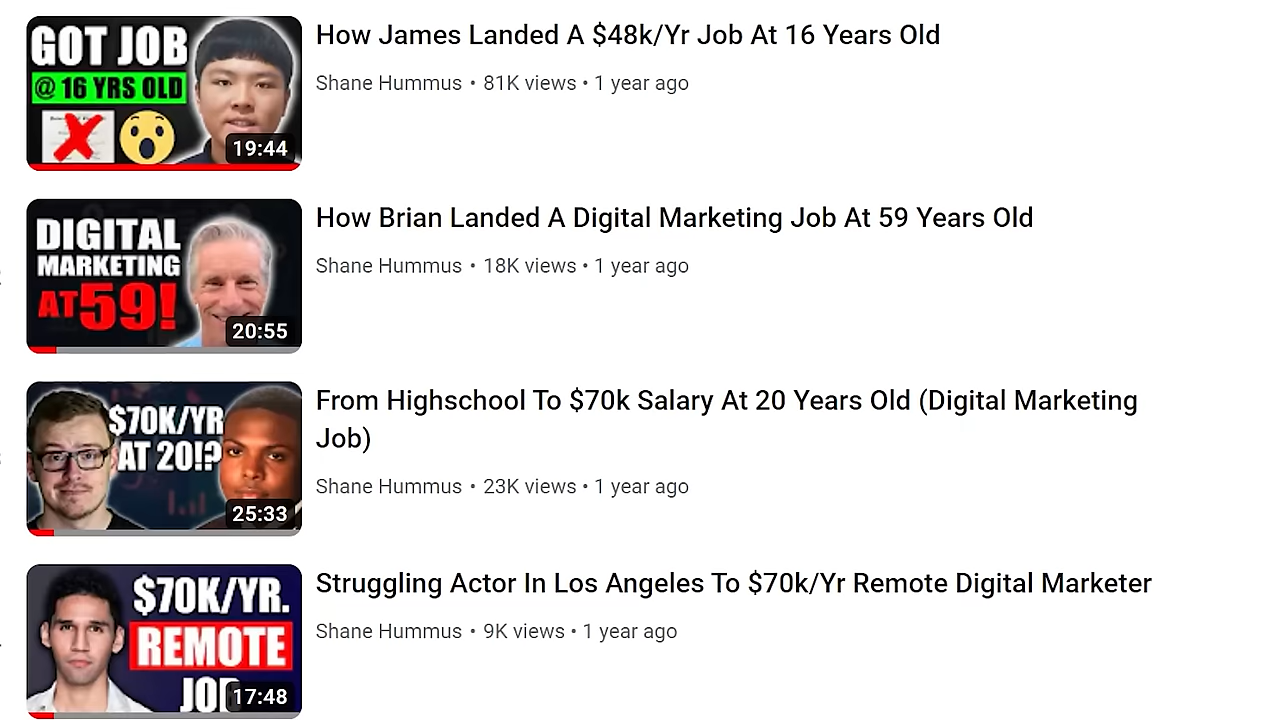 GOT JOB
@ 16 YRS OLD
19:44
How James Landed A $48k/Yr Job At 16 Years Old
Shane Hummus • 81K views • 1 year ago
DIGITAL
MARKETING
AT 59!
20:55
How Brian Landed A Digital Marketing Job At 59 Years Old
Shane Hummus • 18K views • 1 year ago
$70K/YR
AT 20!?
25:33
From Highschool To $70k Salary At 20 Years Old (Digital Marketing
Job)
Shane Hummus • 23K views • 1 year ago
$70K/YR.
REMOTE
JOB
17:48
Struggling Actor In Los Angeles To $70k/Yr Remote Digital Marketer
Shane Hummus • 9K views • 1 year ago